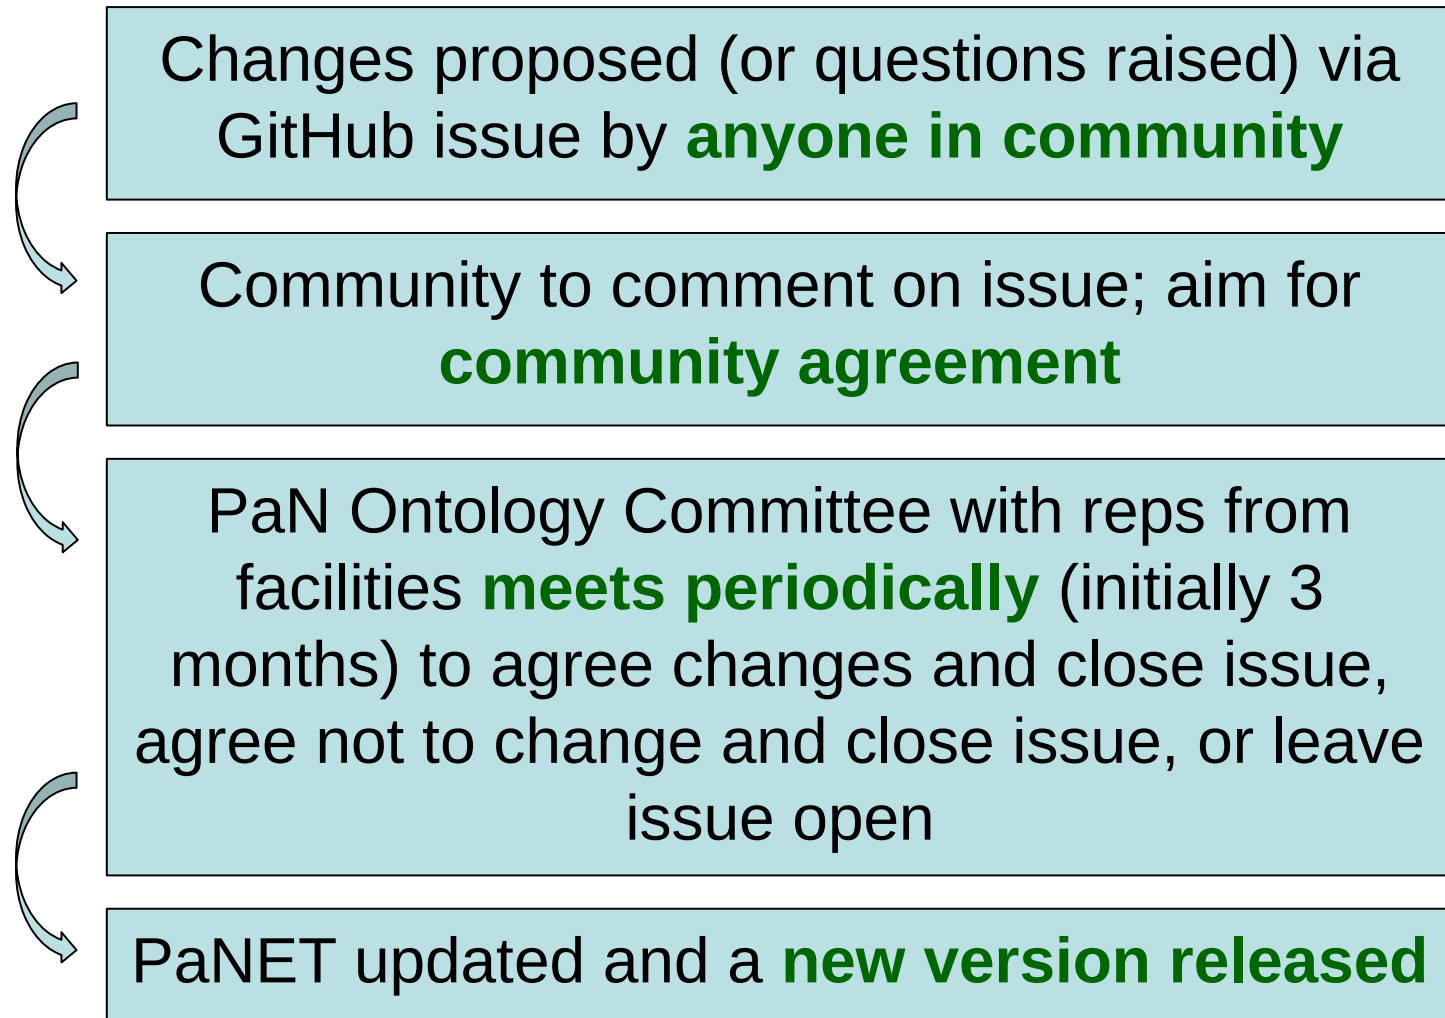 Changes proposed (or questions raised) via
GitHub issue by anyone in community
Community to comment on issue; aim for
community agreement
PaN Ontology Committee with reps from
facilities meets periodically (initially 3
months) to agree changes and close issue,
agree not to change and close issue, or leave
issue open
PaNET updated and a new version released